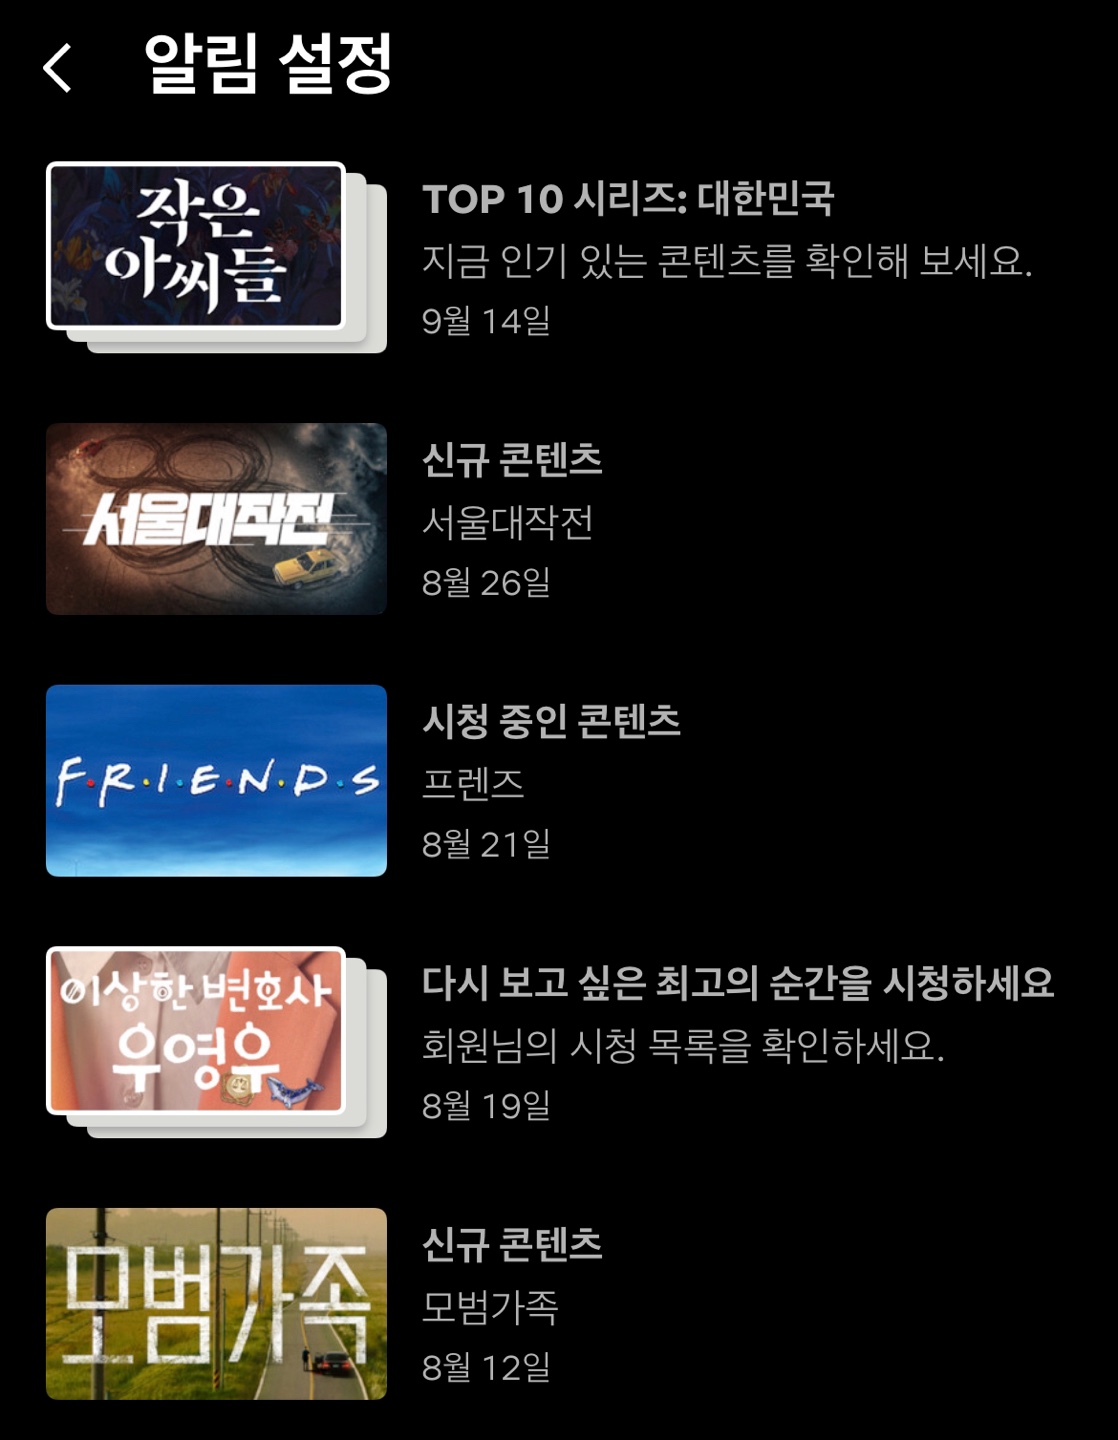 알림 설정
작은
아씨들
TOP 10 시리즈: 대한민국
지금 인기 있는 콘텐츠를 확인해 보세요.
9월 14일
서울대작전
신규 콘텐츠
서울대작전
8월 26일
F·R·I·E·N·D·S
시청 중인 콘텐츠
프렌즈
8월 21일
이상한 변호사
우영우
다시 보고 싶은 최고의 순간을 시청하세요
회원님의 시청 목록을 확인하세요.
8월 19일
모범가족
신규 콘텐츠
모범가족
8월 12일